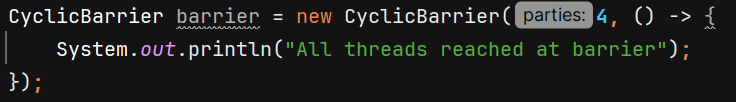 CyclicBarrier barrier = new CyclicBarrier( parties: 4, () -> {
    System.out.println("All threads reached at barrier");
});